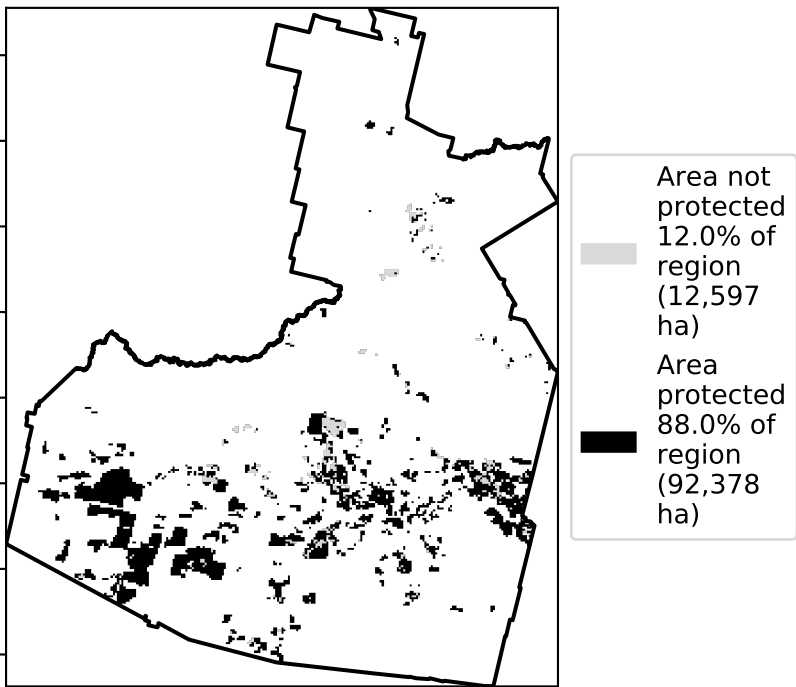 Area not
protected
12.0% of
region
(12,597
ha)
Area
protected
88.0% of
region
(92,378
ha)